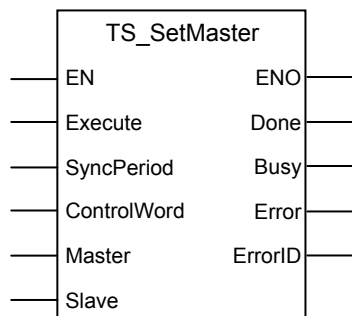 TS_SetMaster
EN ENO
Execute Done
SyncPeriod Busy
ControlWord Error
Master ErrorID
Slave